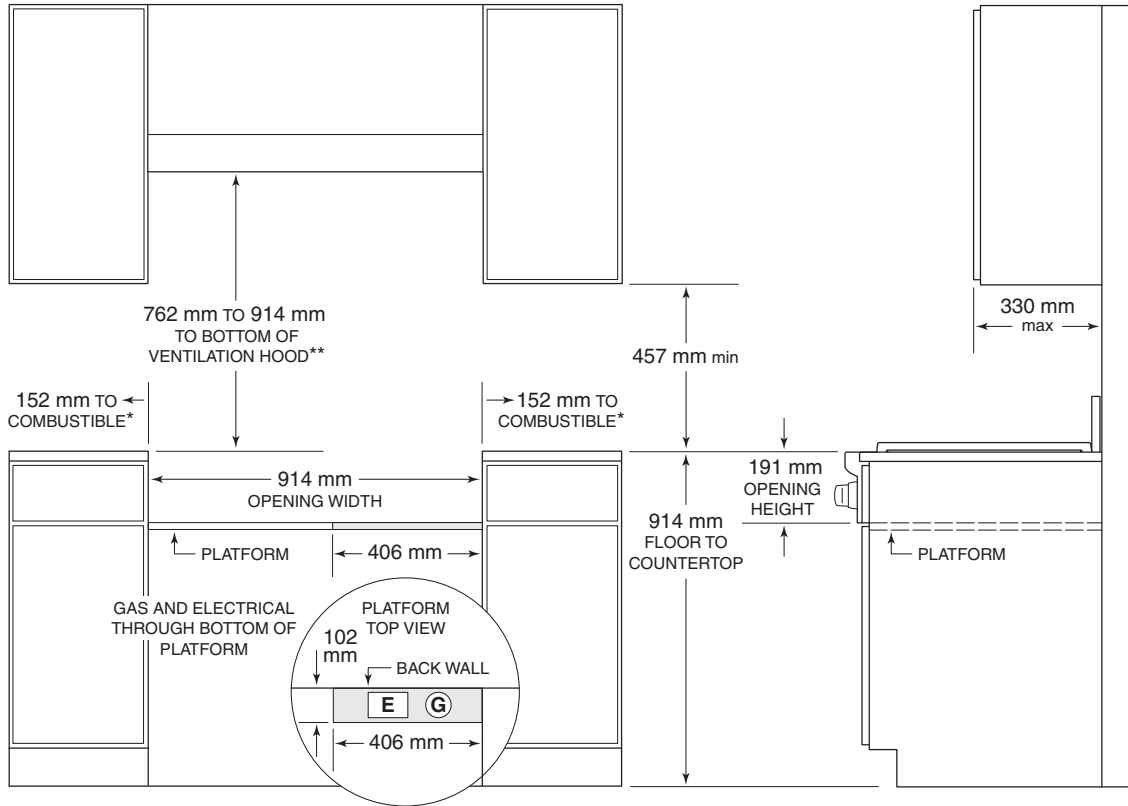 762 mm TO 914 mm
TO BOTTOM OF
VENTILATION HOOD**
330 mm
max
457 mm min
152 mm TO
COMBUSTIBLE*
152 mm TO
COMBUSTIBLE*
914 mm
OPENING WIDTH
191 mm
OPENING
HEIGHT
914 mm
FLOOR TO
COUNTERTOP
PLATFORM
406 mm
PLATFORM
GAS AND ELECTRICAL
THROUGH BOTTOM OF
PLATFORM
PLATFORM
TOP VIEW
102
mm
BACK WALL
E
G
406 mm